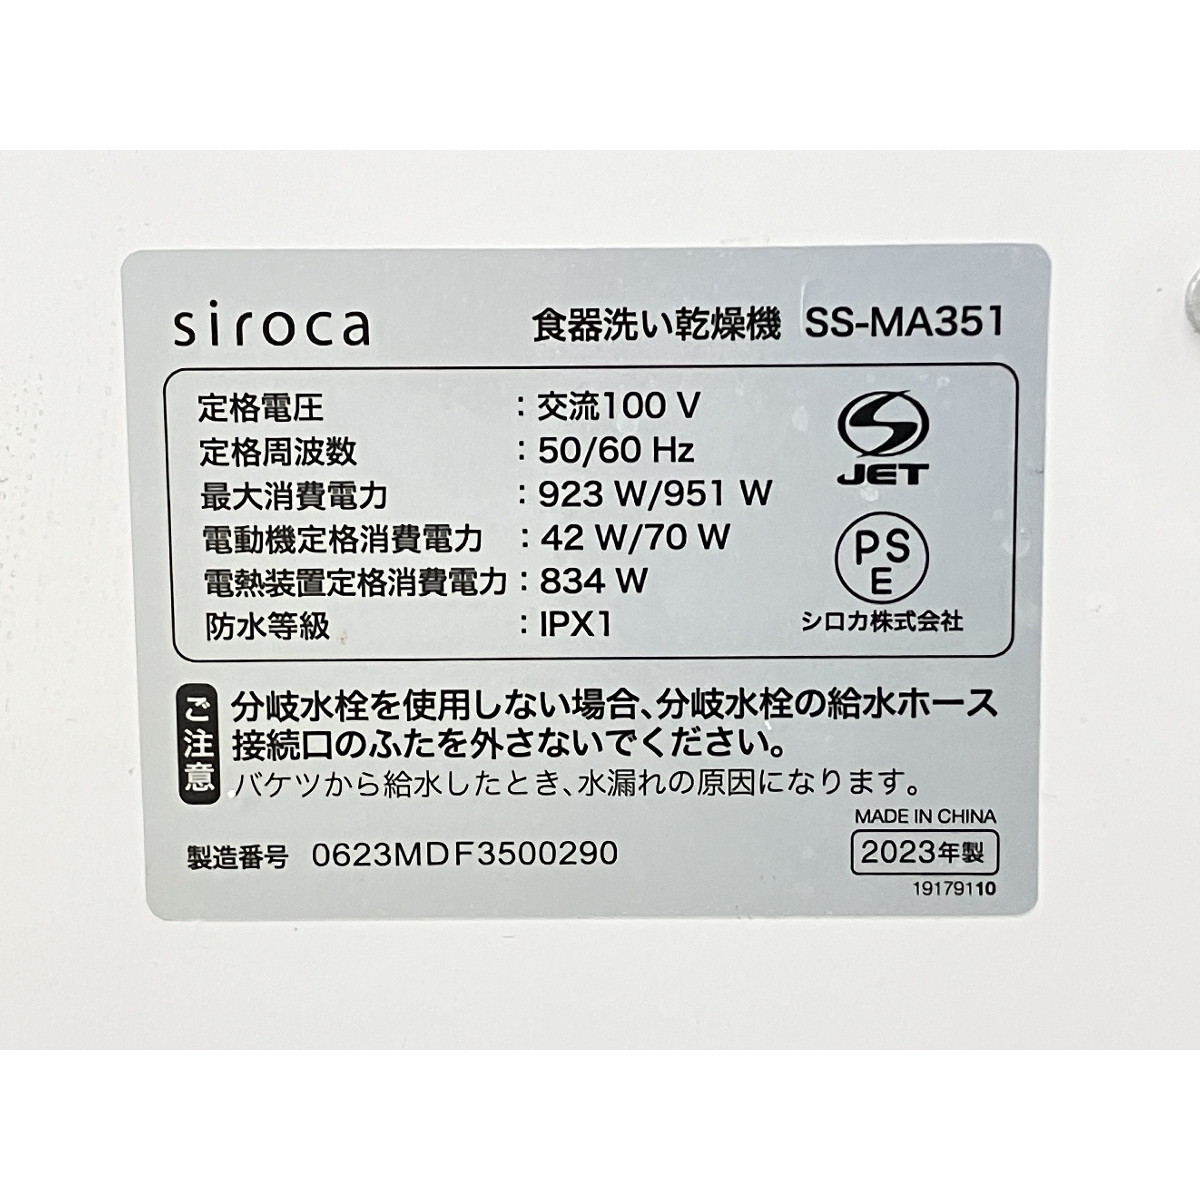 siroca 食器洗い乾燥機 SS-MA351
定格電圧 : 交流100 V
定格周波数 : 50/60 Hz
最大消費電力 : 923 W/951 W
電動機定格消費電力 : 42 W/70 W
電熱装置定格消費電力 : 834 W
防水等級 : IPX1
JET
PS
E
シロカ株式会社
ご注意
分岐水栓を使用しない場合、分岐水栓の給水ホース
接続口のふたを外さないでください。
バケツから給水したとき、水漏れの原因になります。
MADE IN CHINA
製造番号 0623MDF3500290
2023年製
19179110